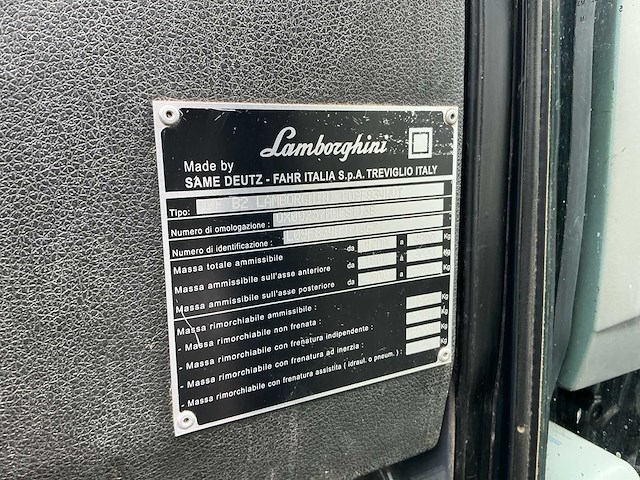 Lamborghini
Made by
SAME DEUTZ - FAHR ITALIA S.p.A. TREVIGLIO ITALY
Tipo: B2 LAMBORGHINI
Numero di omologazione :
Numero di identificazione :
Massa totale ammissibile da a Kg
Massa ammissibile sull'asse anteriore da a Kg
Massa ammissibile sull'asse posteriore da a Kg
Massa rimorchiabile ammissibile : Kg
- Massa rimorchiabile non frenata : Kg
- Massa rimorchiabile con frenatura indipendente : Kg
- Massa rimorchiabile con frenatura ad inerzia : Kg
- Massa rimorchiabile con frenatura assistita ( idraul. o pneum. ) :